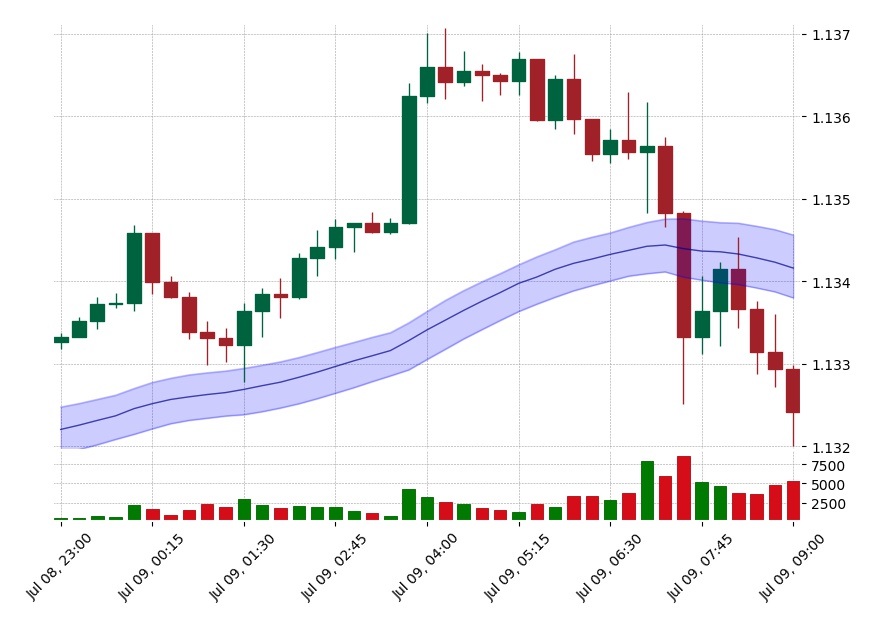 1.137
1.136
1.135
1.134
1.133
1.132
7500
5000
2500
Jul 08, 23:00
Jul 09, 00:15
Jul 09, 01:30
Jul 09, 02:45
Jul 09, 04:00
Jul 09, 05:15
Jul 09, 06:30
Jul 09, 07:45
Jul 09, 09:00